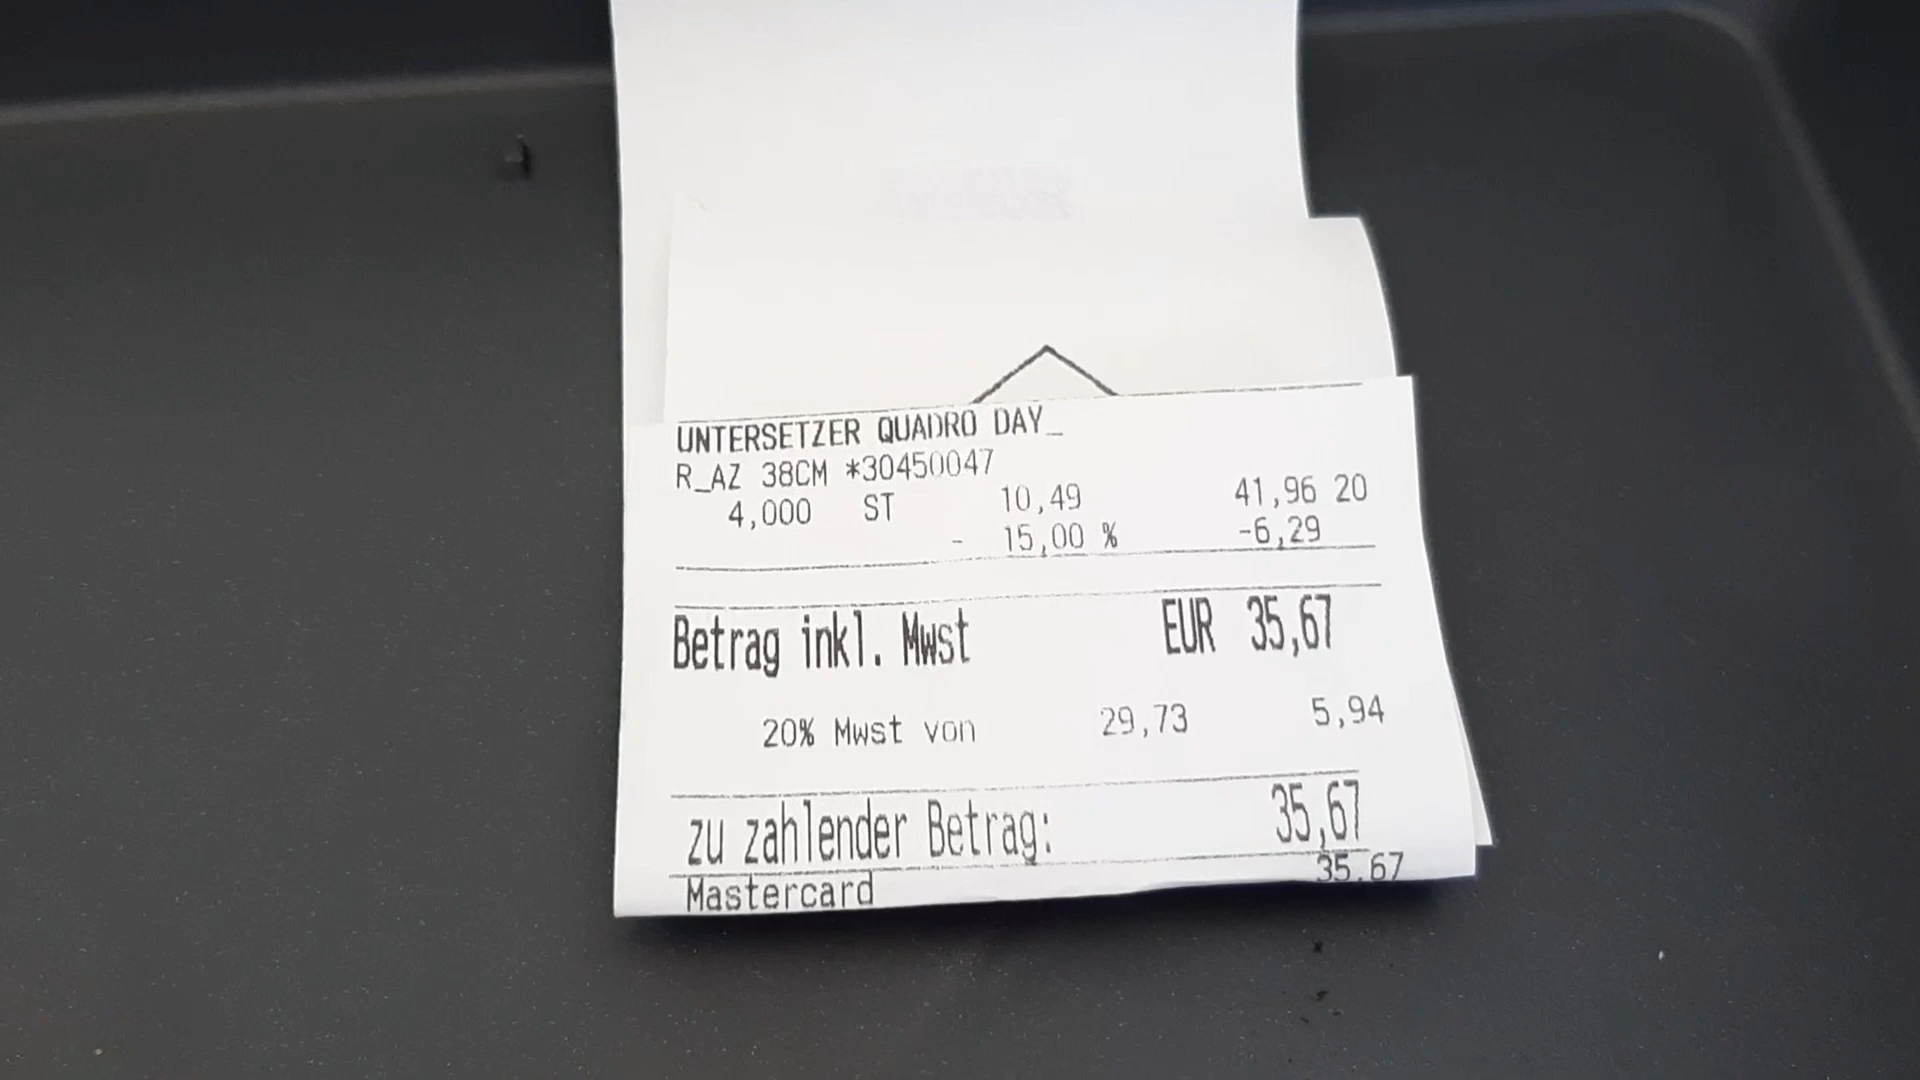 UNTERSETZER QUADRO DAY_
R_AZ 38CM *30450047
4,000 ST 10,49 41,96 20
- 15,00 % -6,29
Betrag inkl. Mwst EUR 35,67
20% Mwst von 29,73 5,94
zu zahlender Betrag: 35,67
Mastercard 35,67